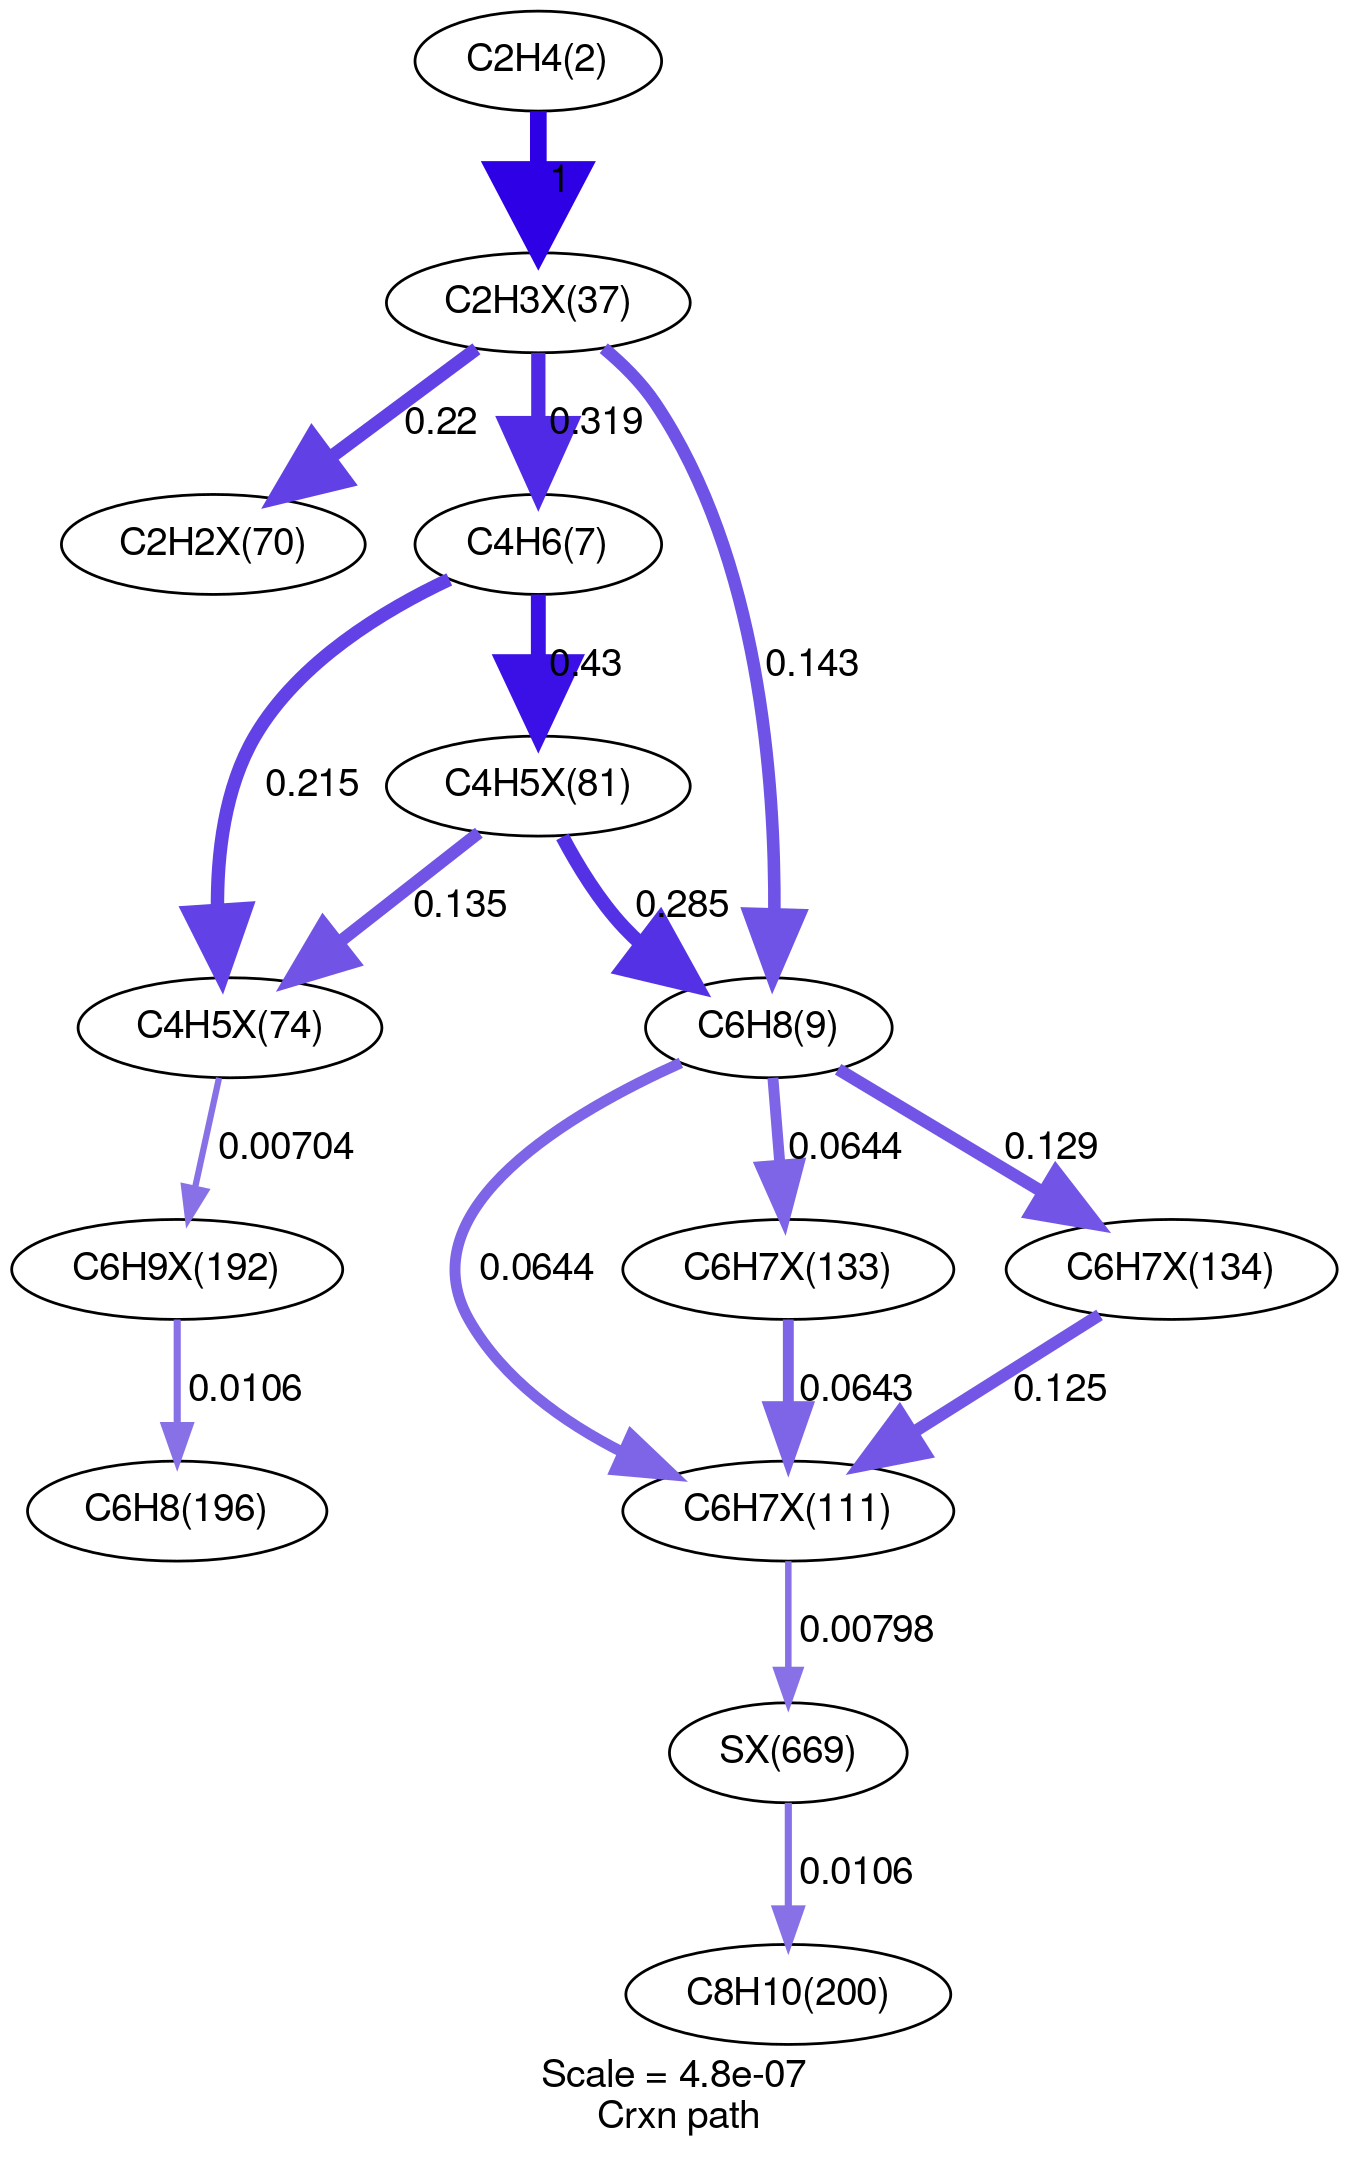 C2H4(2)
1
C2H3X(37)
0.22
0.319
C2H2X(70)
C4H6(7)
0.43
0.143
0.215
C4H5X(81)
0.135
0.285
C4H5X(74)
C6H8(9)
0.00704
0.0644
0.129
C6H9X(192)
0.0644
C6H7X(133)
C6H7X(134)
0.0106
0.0643
0.125
C6H8(196)
C6H7X(111)
0.00798
SX(669)
0.0106
C8H10(200)
Scale = 4.8e-07
Crxn path